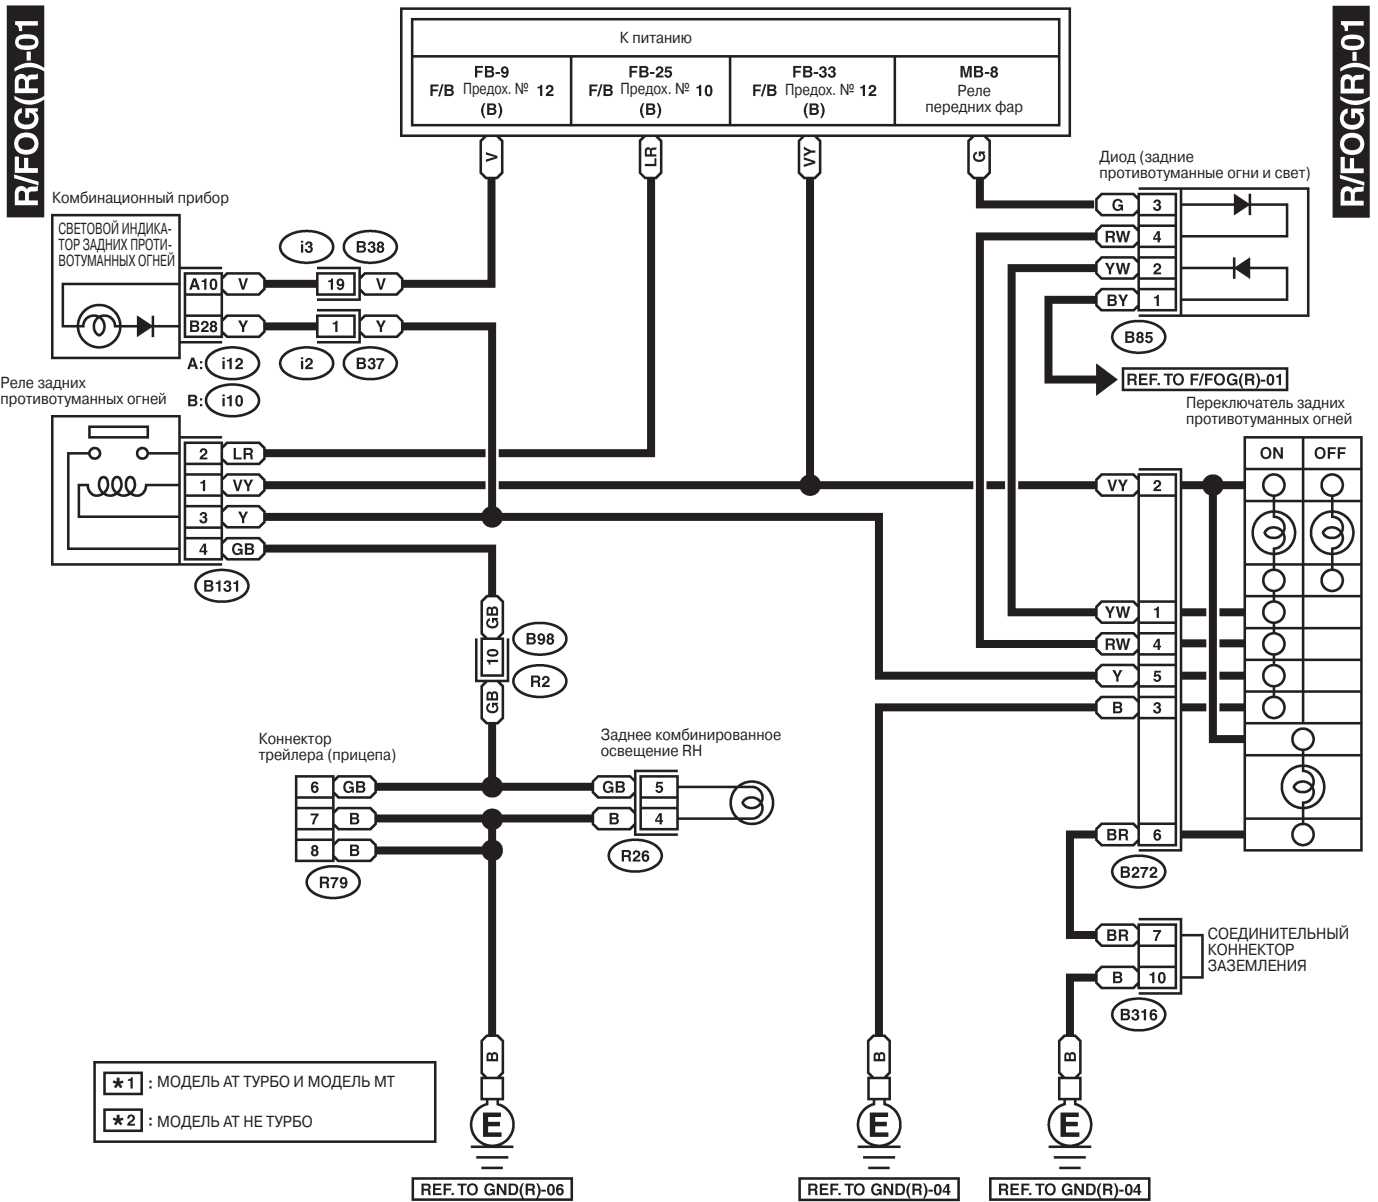 R/FOG(R)-01
R/FOG(R)-01
К питанию
FB-9
F/B Предох. № 12
(B)
FB-25
F/B Предох. № 10
(B)
FB-33
F/B Предох. № 12
(B)
MB-8
Реле
передних фар
V
LR
VY
G
Диод (задние
противотуманные огни и свет)
G 3
RW 4
YW 2
BY 1
B85
REF. TO F/FOG(R)-01
Комбинационный прибор
СВЕТОВОЙ ИНДИКА-
ТОР ЗАДНИХ ПРОТИ-
ВОТУМАННЫХ ОГНЕЙ
i3 B38
A10 V 19 V
B28 Y 1 Y
A: i12 i2 B37
B: i10
Реле задних
противотуманных огней
2 LR
1 VY
3 Y
4 GB
B131
Переключатель задних
противотуманных огней
ON OFF
VY 2
YW 1
RW 4
Y 5
B 3
BR 6
B272
GB
10
B98
R2
GB
Коннектор
трейлера (прицепа)
6 GB
7 B
8 B
R79
Заднее комбинированное
освещение RH
GB 5
B 4
R26
BR 7
B 10
B316
СОЕДИНИТЕЛЬНЫЙ
КОННЕКТОР
ЗАЗЕМЛЕНИЯ
B
B
B
E
E
E
*1 : МОДЕЛЬ АТ ТУРБО И МОДЕЛЬ МТ
*2 : МОДЕЛЬ АТ НЕ ТУРБО
REF. TO GND(R)-06
REF. TO GND(R)-04
REF. TO GND(R)-04